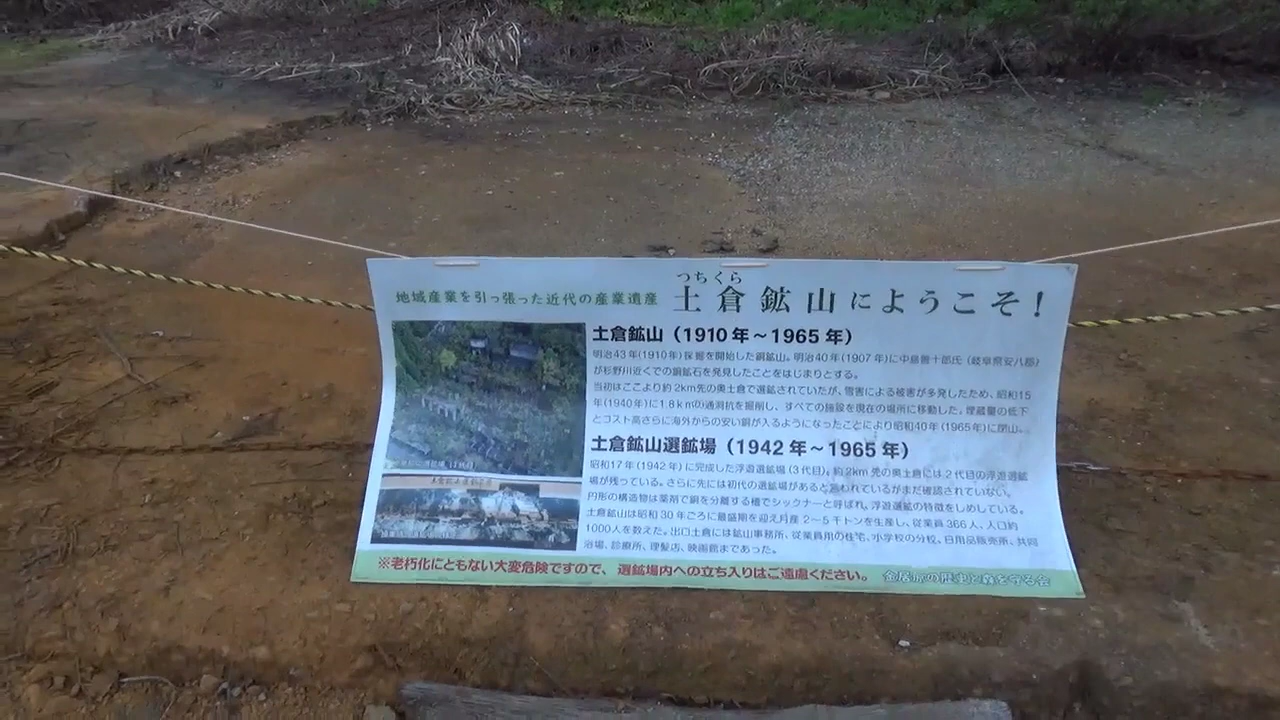 地域産業を引っ張った近代の産業遺産
つちくら
土倉鉱山にようこそ！
土倉鉱山（1910年～1965年）
明治43年(1910年)採掘を開始した銅鉱山。明治40年(1907年)に中島善十郎氏（岐阜県安八郡）
が杉野川近くでの銅鉱石を発見したことをはじまりとする。
当初はここより約2km先の奥土倉で選鉱されていたが、雪害による被害が多発したため、昭和15
年(1940年)に1.8kmの通洞抗を掘削し、すべての施設を現在の場所に移動した。埋蔵量の低下
とコスト高さらに海外からの安い銅が入るようになったことにより昭和40年(1965年)に閉山。
土倉鉱山選鉱場（1942年～1965年）
昭和17年(1942年)に完成した浮遊選鉱場(3代目)。約2km先の奥土倉には2代目の浮遊選鉱
場が残っている。さらに先には初代の選鉱場があると言われているがまだ確認されていない。
円形の構造物は薬剤で銅を分離する槽でシックナーと呼ばれ、浮遊選鉱の特徴をしめしている。
土倉鉱山は昭和30年ごろに最盛期を迎え月産2～5千トンを生産し、従業員366人、人口約
1000人を数えた。出口土倉には鉱山事務所、従業員用の住宅、小学校の分校、日用品販売所、共同
浴場、診療所、理髪店、映画館まであった。
※老朽化にともない大変危険ですので、選鉱場内への立ち入りはご遠慮ください。
金居原の歴史と森を守る会